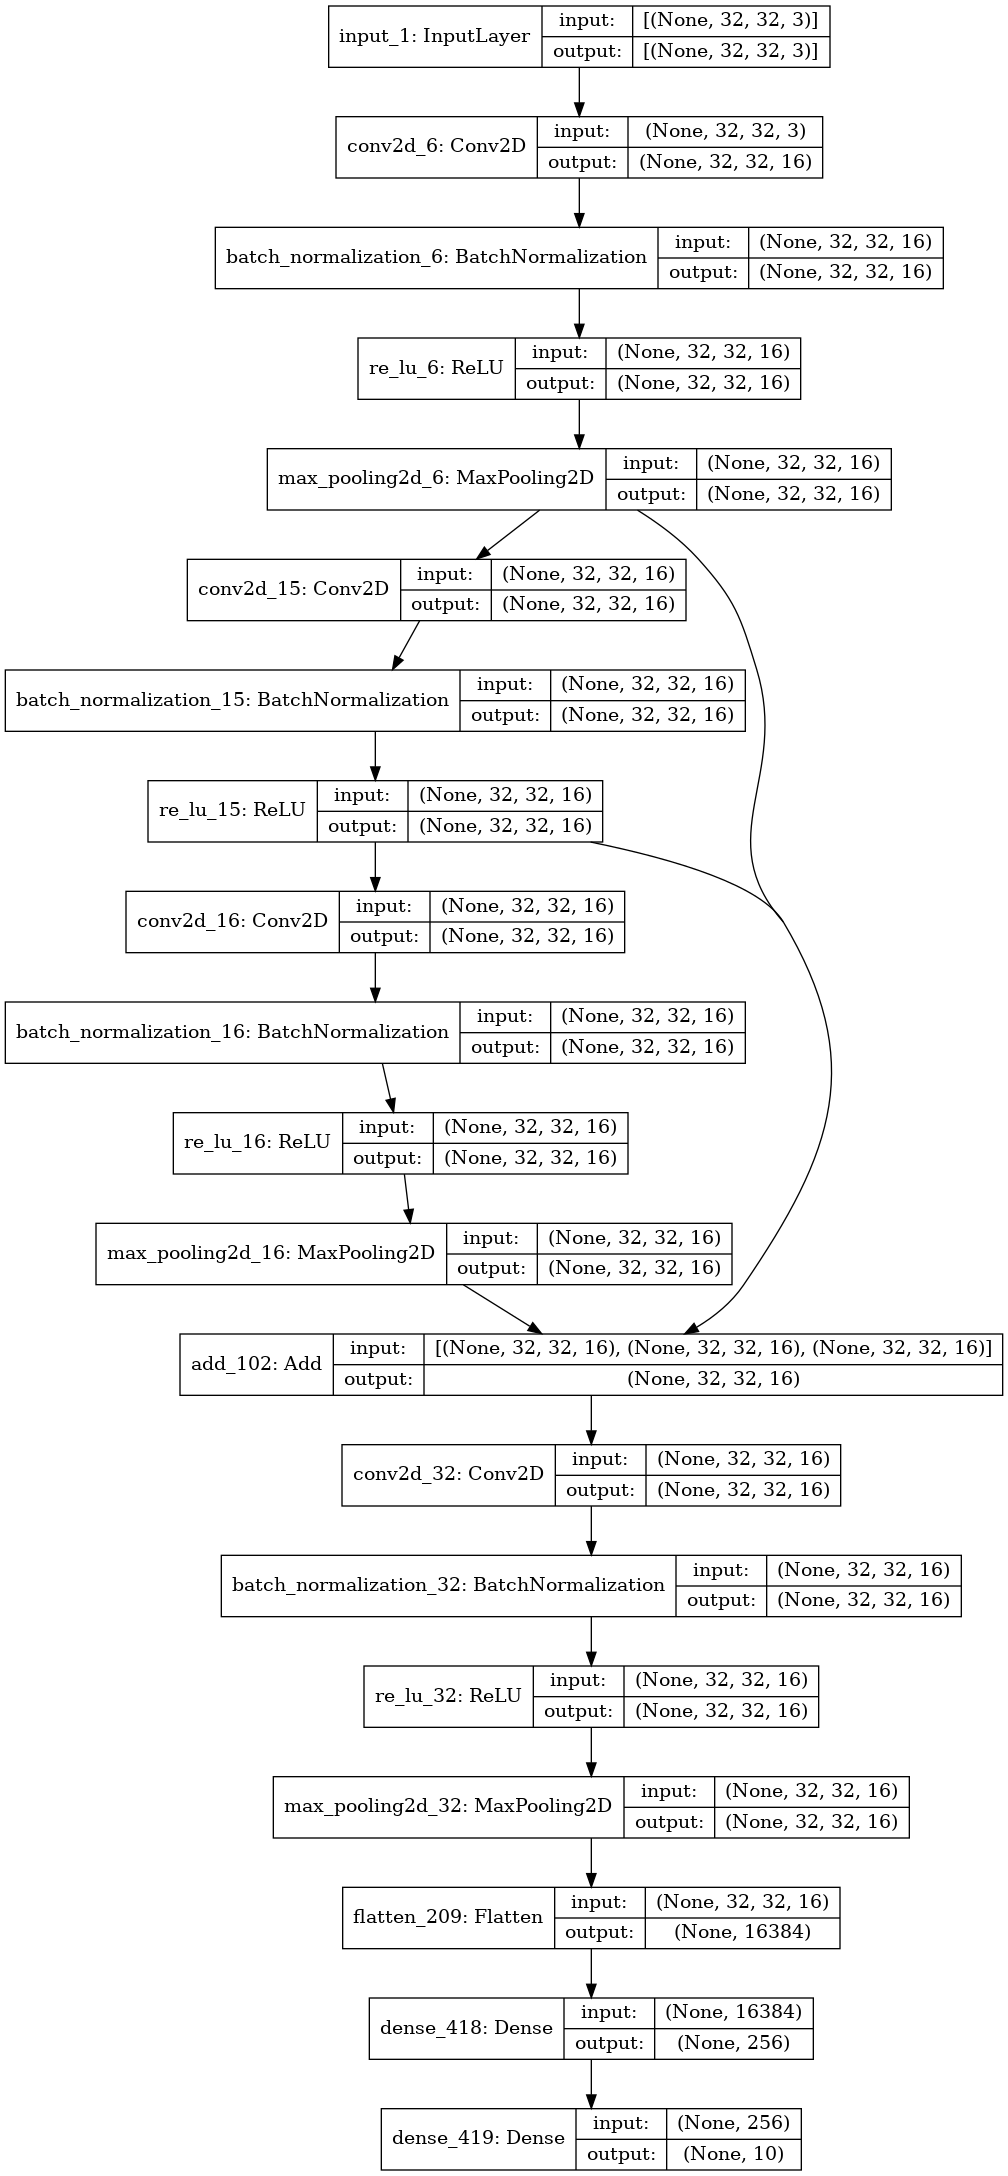 input_1: InputLayer
input: [(None, 32, 32, 3)]
output: [(None, 32, 32, 3)]
conv2d_6: Conv2D
input: (None, 32, 32, 3)
output: (None, 32, 32, 16)
batch_normalization_6: BatchNormalization
input: (None, 32, 32, 16)
output: (None, 32, 32, 16)
re_lu_6: ReLU
input: (None, 32, 32, 16)
output: (None, 32, 32, 16)
max_pooling2d_6: MaxPooling2D
input: (None, 32, 32, 16)
output: (None, 32, 32, 16)
conv2d_15: Conv2D
input: (None, 32, 32, 16)
output: (None, 32, 32, 16)
batch_normalization_15: BatchNormalization
input: (None, 32, 32, 16)
output: (None, 32, 32, 16)
re_lu_15: ReLU
input: (None, 32, 32, 16)
output: (None, 32, 32, 16)
conv2d_16: Conv2D
input: (None, 32, 32, 16)
output: (None, 32, 32, 16)
batch_normalization_16: BatchNormalization
input: (None, 32, 32, 16)
output: (None, 32, 32, 16)
re_lu_16: ReLU
input: (None, 32, 32, 16)
output: (None, 32, 32, 16)
max_pooling2d_16: MaxPooling2D
input: (None, 32, 32, 16)
output: (None, 32, 32, 16)
add_102: Add
input: [(None, 32, 32, 16), (None, 32, 32, 16), (None, 32, 32, 16)]
output: (None, 32, 32, 16)
conv2d_32: Conv2D
input: (None, 32, 32, 16)
output: (None, 32, 32, 16)
batch_normalization_32: BatchNormalization
input: (None, 32, 32, 16)
output: (None, 32, 32, 16)
re_lu_32: ReLU
input: (None, 32, 32, 16)
output: (None, 32, 32, 16)
max_pooling2d_32: MaxPooling2D
input: (None, 32, 32, 16)
output: (None, 32, 32, 16)
flatten_209: Flatten
input: (None, 32, 32, 16)
output: (None, 16384)
dense_418: Dense
input: (None, 16384)
output: (None, 256)
dense_419: Dense
input: (None, 256)
output: (None, 10)